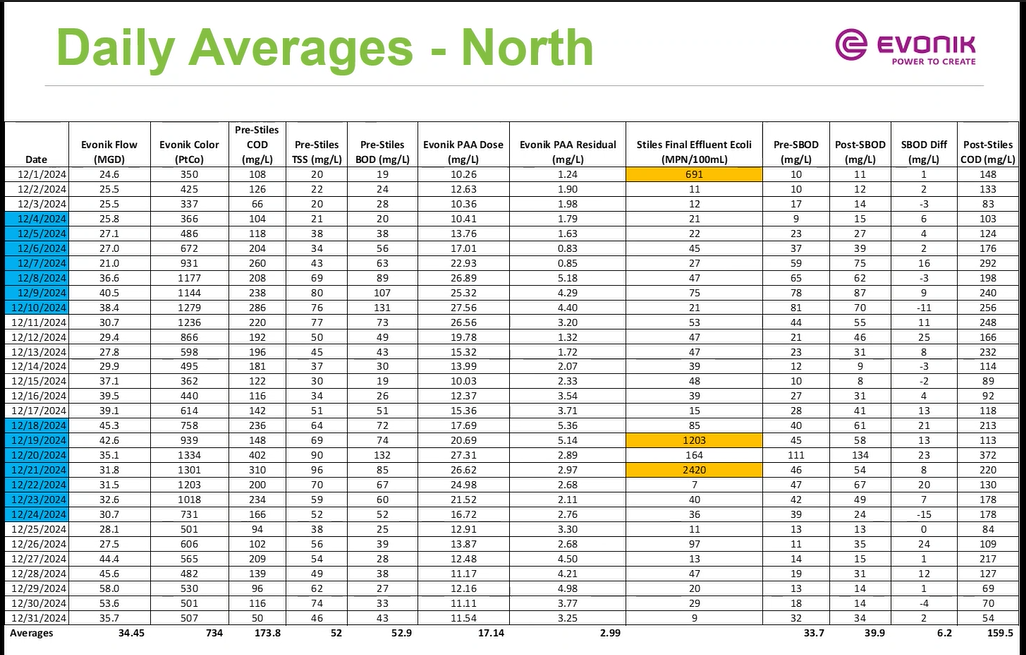 Daily Averages - North
EVONIK
POWER TO CREATE
Date Evonik Flow (MGD) Evonik Color (PtCo) Pre-Stiles COD (mg/L) Pre-Stiles TSS (mg/L) Pre-Stiles BOD (mg/L) Evonik PAA Dose (mg/L) Evonik PAA Residual (mg/L) Stiles Final Effluent Ecoli (MPN/100mL) Pre-SBOD (mg/L) Post-SBOD (mg/L) SBOD Diff (mg/L) Post-Stiles COD (mg/L)
12/1/2024 24.6 350 108 20 19 10.26 1.24 691 10 11 1 148
12/2/2024 25.5 425 126 22 24 12.63 1.90 11 10 12 2 133
12/3/2024 25.5 337 66 20 28 10.36 1.98 12 17 14 -3 83
12/4/2024 25.8 366 104 21 20 10.41 1.79 21 9 15 6 103
12/5/2024 27.1 486 118 38 38 13.76 1.63 22 23 27 4 124
12/6/2024 27.0 672 204 34 56 17.01 0.83 45 37 39 2 176
12/7/2024 21.0 931 260 43 63 22.93 0.85 27 59 75 16 292
12/8/2024 36.6 1177 208 69 89 26.89 5.18 47 65 62 -3 198
12/9/2024 40.5 1144 238 80 107 25.32 4.29 75 78 87 9 240
12/10/2024 38.4 1279 286 76 131 27.56 4.40 21 81 70 -11 256
12/11/2024 30.7 1236 220 77 73 26.56 3.20 53 44 55 11 248
12/12/2024 29.4 866 192 50 49 19.78 1.32 47 21 46 25 166
12/13/2024 27.8 598 196 45 43 15.32 1.72 47 23 31 8 232
12/14/2024 29.9 495 181 37 30 13.99 2.07 39 12 9 -3 114
12/15/2024 37.1 362 122 30 19 10.03 2.33 48 10 8 -2 89
12/16/2024 39.5 440 116 34 26 12.37 3.54 39 27 31 4 92
12/17/2024 39.1 614 142 51 51 15.36 3.71 15 28 41 13 118
12/18/2024 45.3 758 236 64 72 17.69 5.36 85 40 61 21 213
12/19/2024 42.6 939 148 69 74 20.69 5.14 1203 45 58 13 113
12/20/2024 35.1 1334 402 90 132 27.31 2.89 164 111 134 23 372
12/21/2024 31.8 1301 310 96 85 26.62 2.97 2420 46 54 8 220
12/22/2024 31.5 1203 200 70 67 24.98 2.68 7 47 67 20 130
12/23/2024 32.6 1018 234 59 60 21.52 2.11 40 42 49 7 178
12/24/2024 30.7 731 166 52 52 16.72 2.76 36 39 24 -15 178
12/25/2024 28.1 501 94 38 25 12.91 3.30 11 13 13 0 84
12/26/2024 27.5 606 102 56 39 13.87 2.68 97 11 35 24 109
12/27/2024 44.4 565 209 54 28 12.48 4.50 13 14 15 1 217
12/28/2024 45.6 482 139 49 38 11.17 4.21 47 19 31 12 127
12/29/2024 58.0 530 96 62 27 12.16 4.98 20 13 14 1 69
12/30/2024 53.6 501 116 74 33 11.11 3.77 29 18 14 -4 70
12/31/2024 35.7 507 50 46 43 11.54 3.25 9 32 34 2 54
Averages 34.45 734 173.8 52 52.9 17.14 2.99 33.7 39.9 6.2 159.5